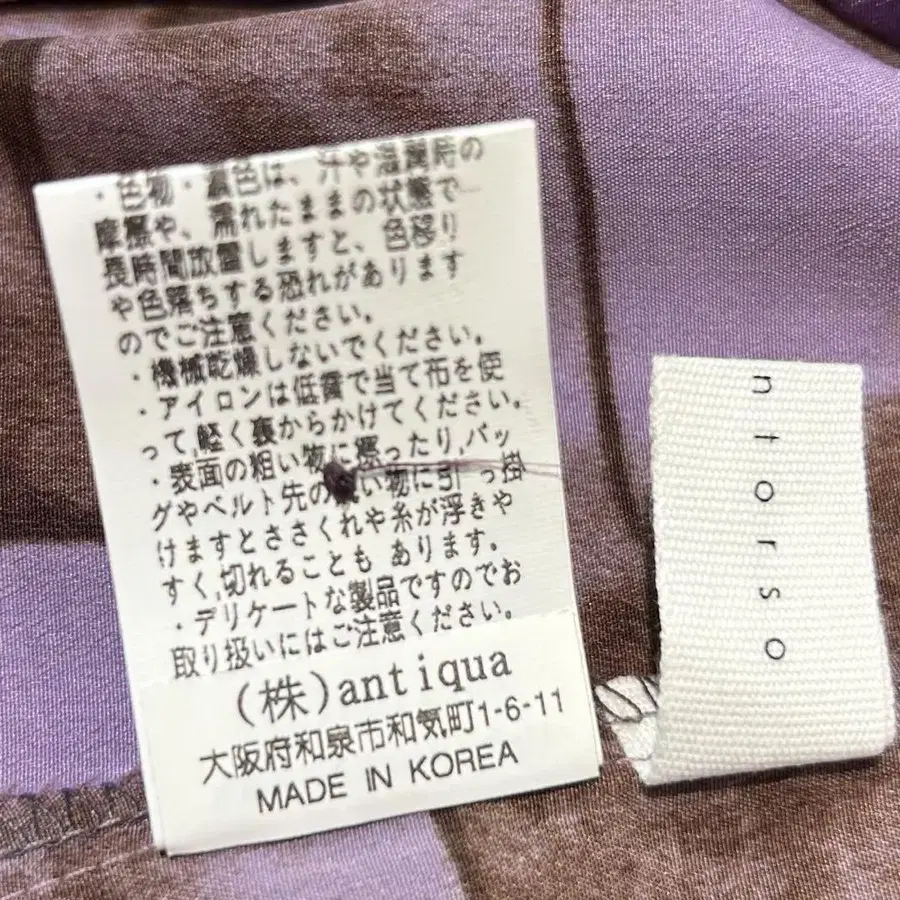 ・色物・濃色は、汁や温麗時の
摩擦や、濡れたままの状態で
長時間放置しますと、色移り
や色落ちする恐れがあります
のでご注意ください。
・機械乾燥しないでください。
・アイロンは低醤で当て布を使
って,軽く裏からかけてください。
・表面の粗い物に擦ったり,バッ
グやベルト先の い物に引っ掛
けますとささくれや糸が浮きや
すく,切れることも あります。
・デリケートな製品ですのでお
取り扱いにはご注意ください。
(株)antiqua
大阪府和泉市和気町1-6-11
MADE IN KOREA
ntorso